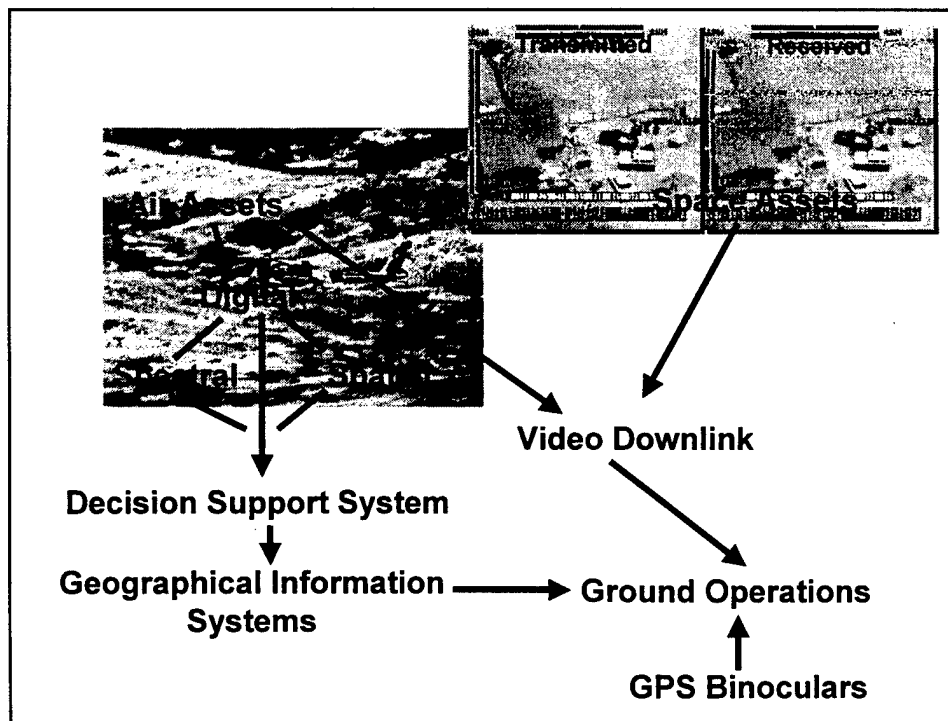 Transmitted
Received
Air Assets
Space Assets
Digital
Spectral
Spatial
Video Downlink
Decision Support System
Geographical Information
Systems
Ground Operations
GPS Binoculars